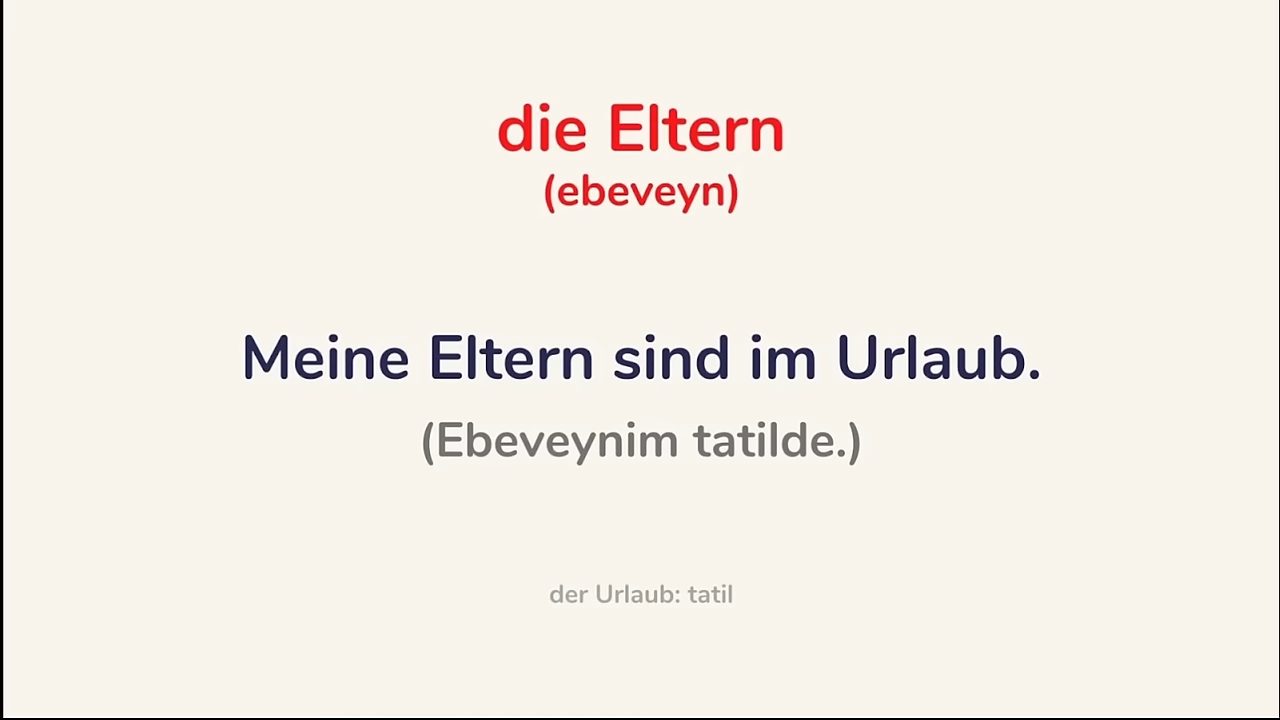 die Eltern
(ebeveyn)
Meine Eltern sind im Urlaub.
(Ebeveynim tatilde.)
der Urlaub: tatil